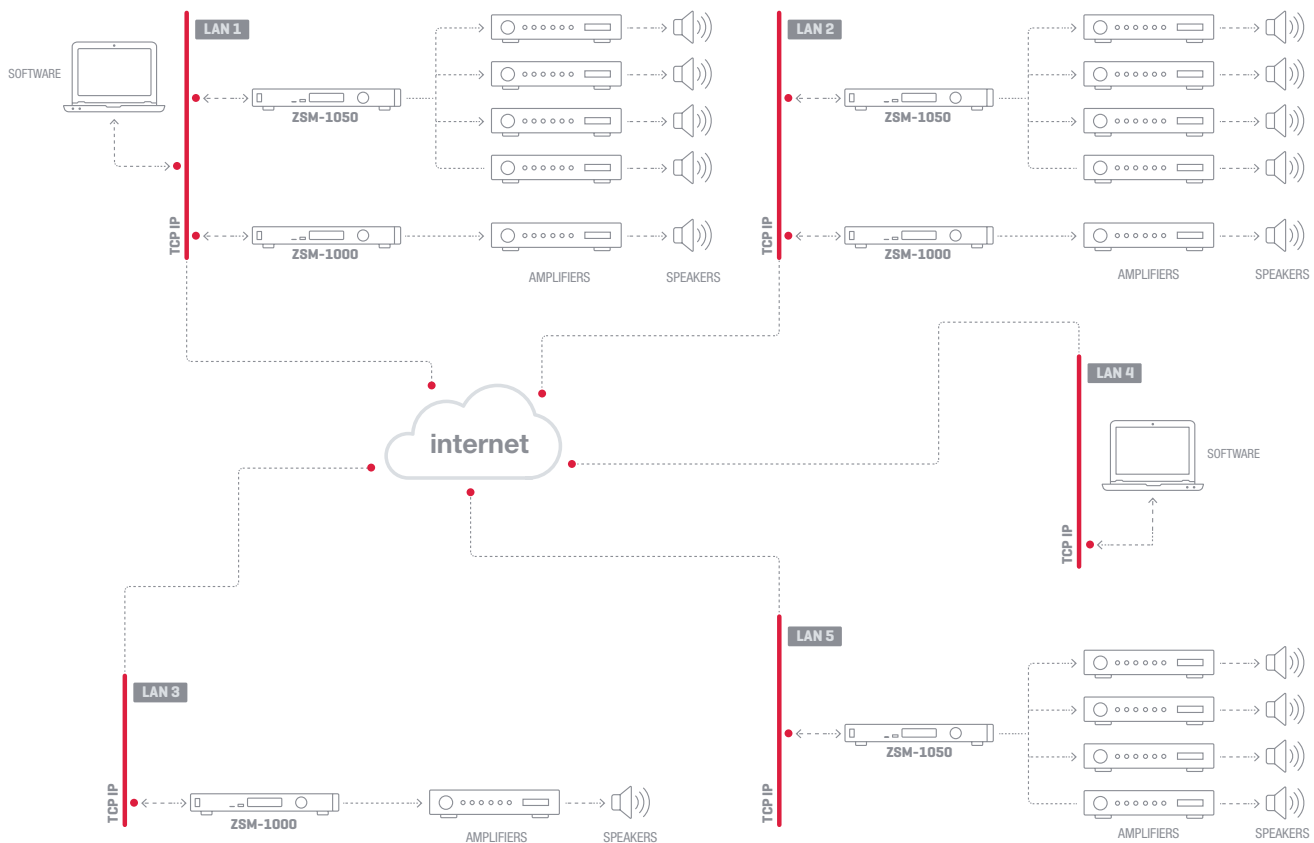 LAN 1
SOFTWARE
ZSM-1050
TCP IP
ZSM-1000
AMPLIFIERS
SPEAKERS
LAN 2
ZSM-1050
TCP IP
ZSM-1000
AMPLIFIERS
SPEAKERS
internet
LAN 4
SOFTWARE
TCP IP
LAN 3
TCP IP
ZSM-1000
AMPLIFIERS
SPEAKERS
LAN 5
ZSM-1050
TCP IP
AMPLIFIERS
SPEAKERS